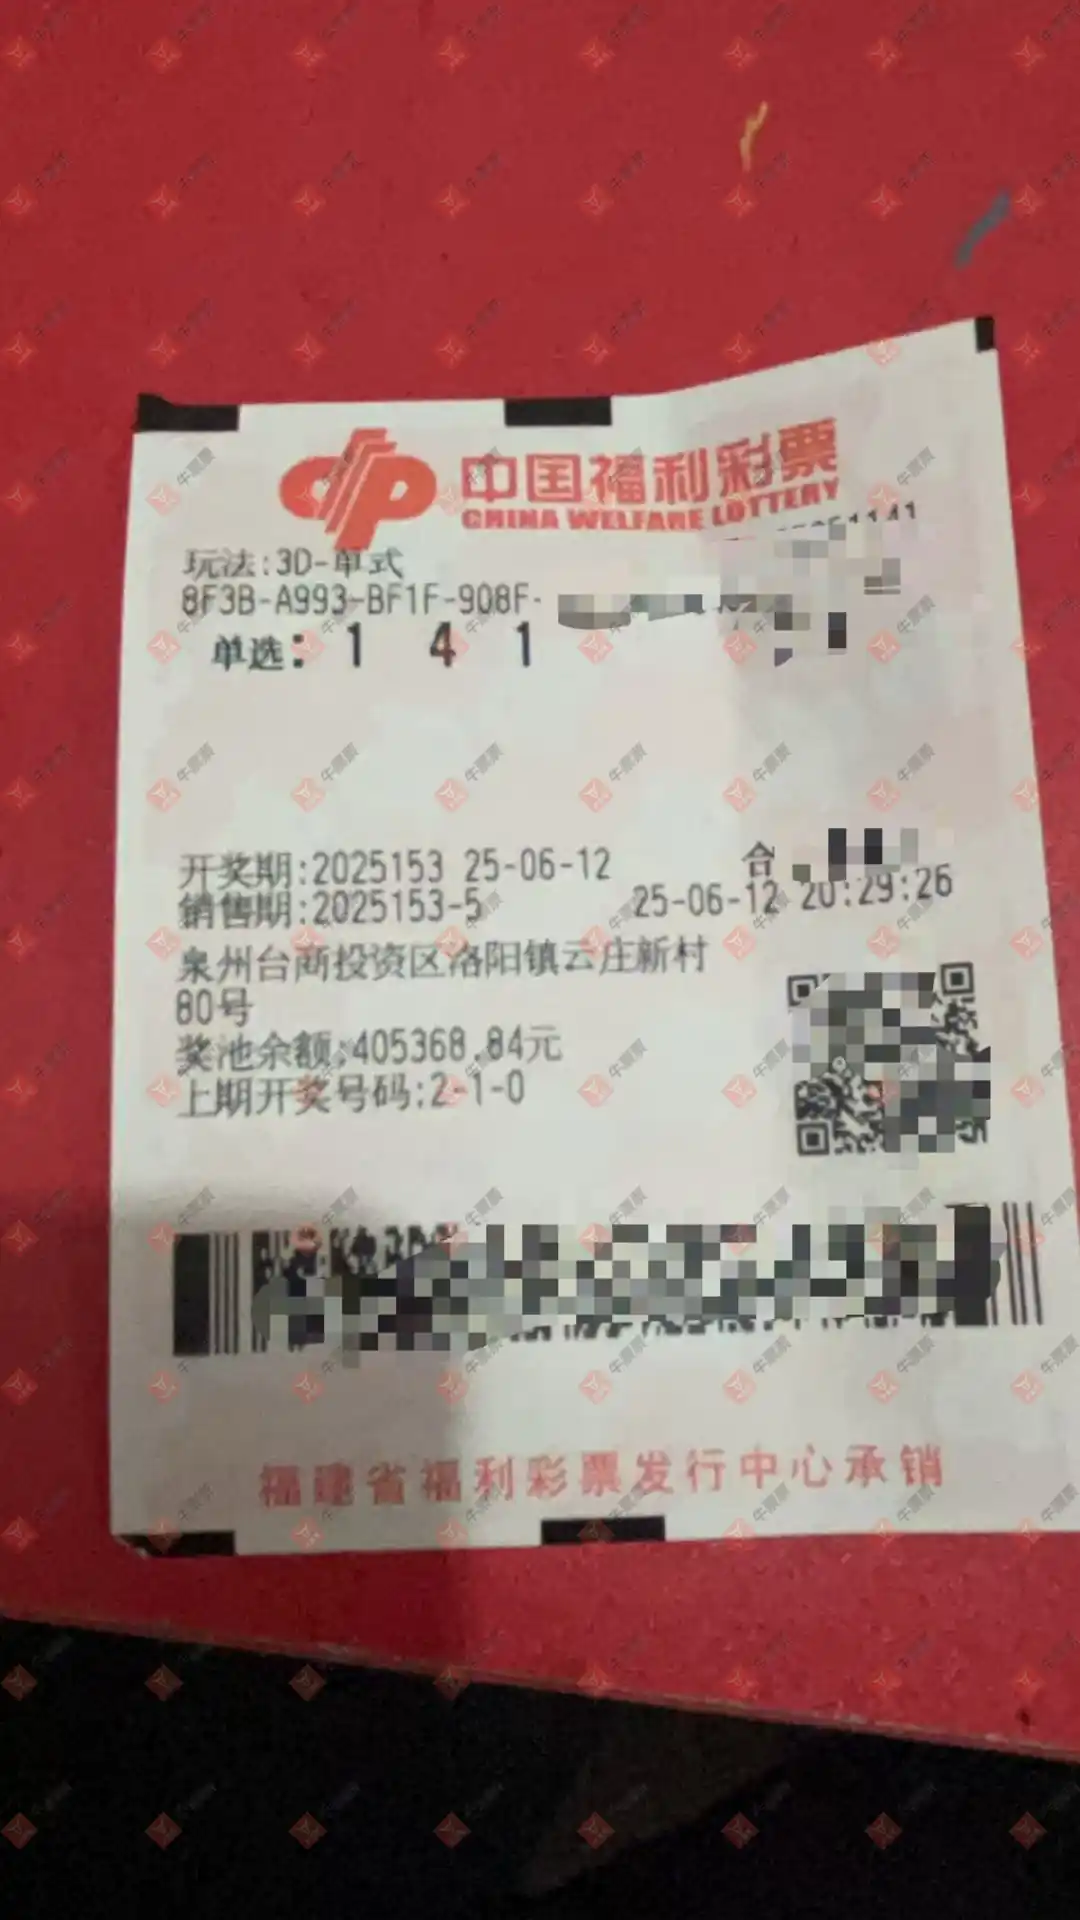 中国福利彩票
CHINA WELFARE LOTTERY
玩法:3D-单式
8F3B-A993-BF1F-908F-
单选: 1 4 1
开奖期:2025153 25-06-12 合
销售期:2025153-5 25-06-12 20:29:26
泉州台商投资区洛阳镇云庄新村
80号
奖池余额:405368.84元
上期开奖号码:2-1-0
福建省福利彩票发行中心承销